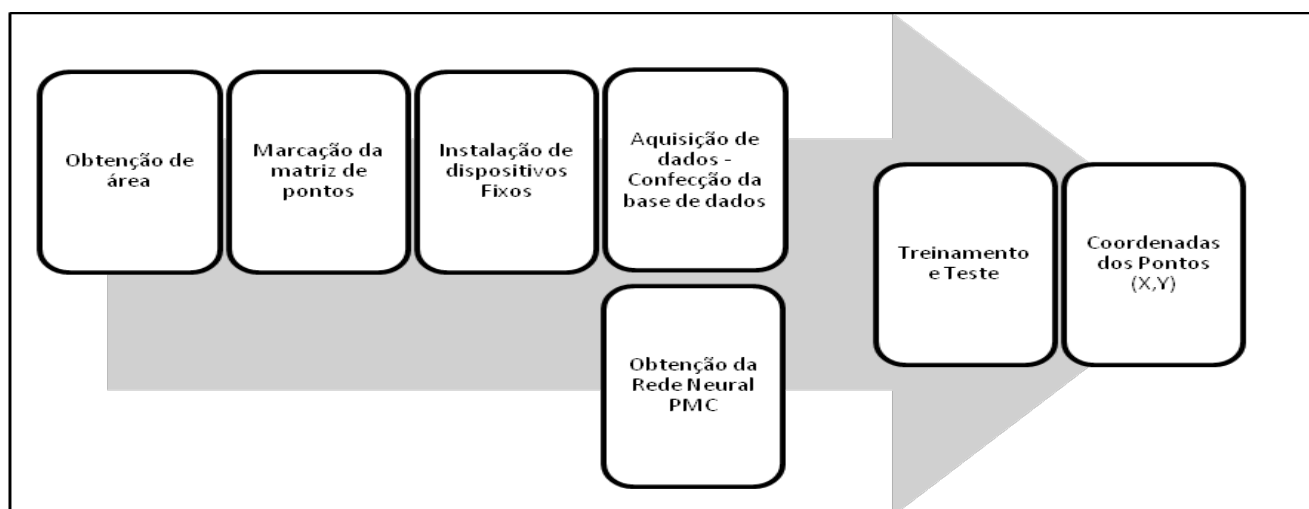 Obtenção de
área
Marcação da
matriz de
pontos
Instalação de
dispositivos
Fixos
Aquisição de
dados -
Confecção da
base de dados
Obtenção da
Rede Neural
PMC
Treinamento
e Teste
Coordenadas
dos Pontos
(X,Y)